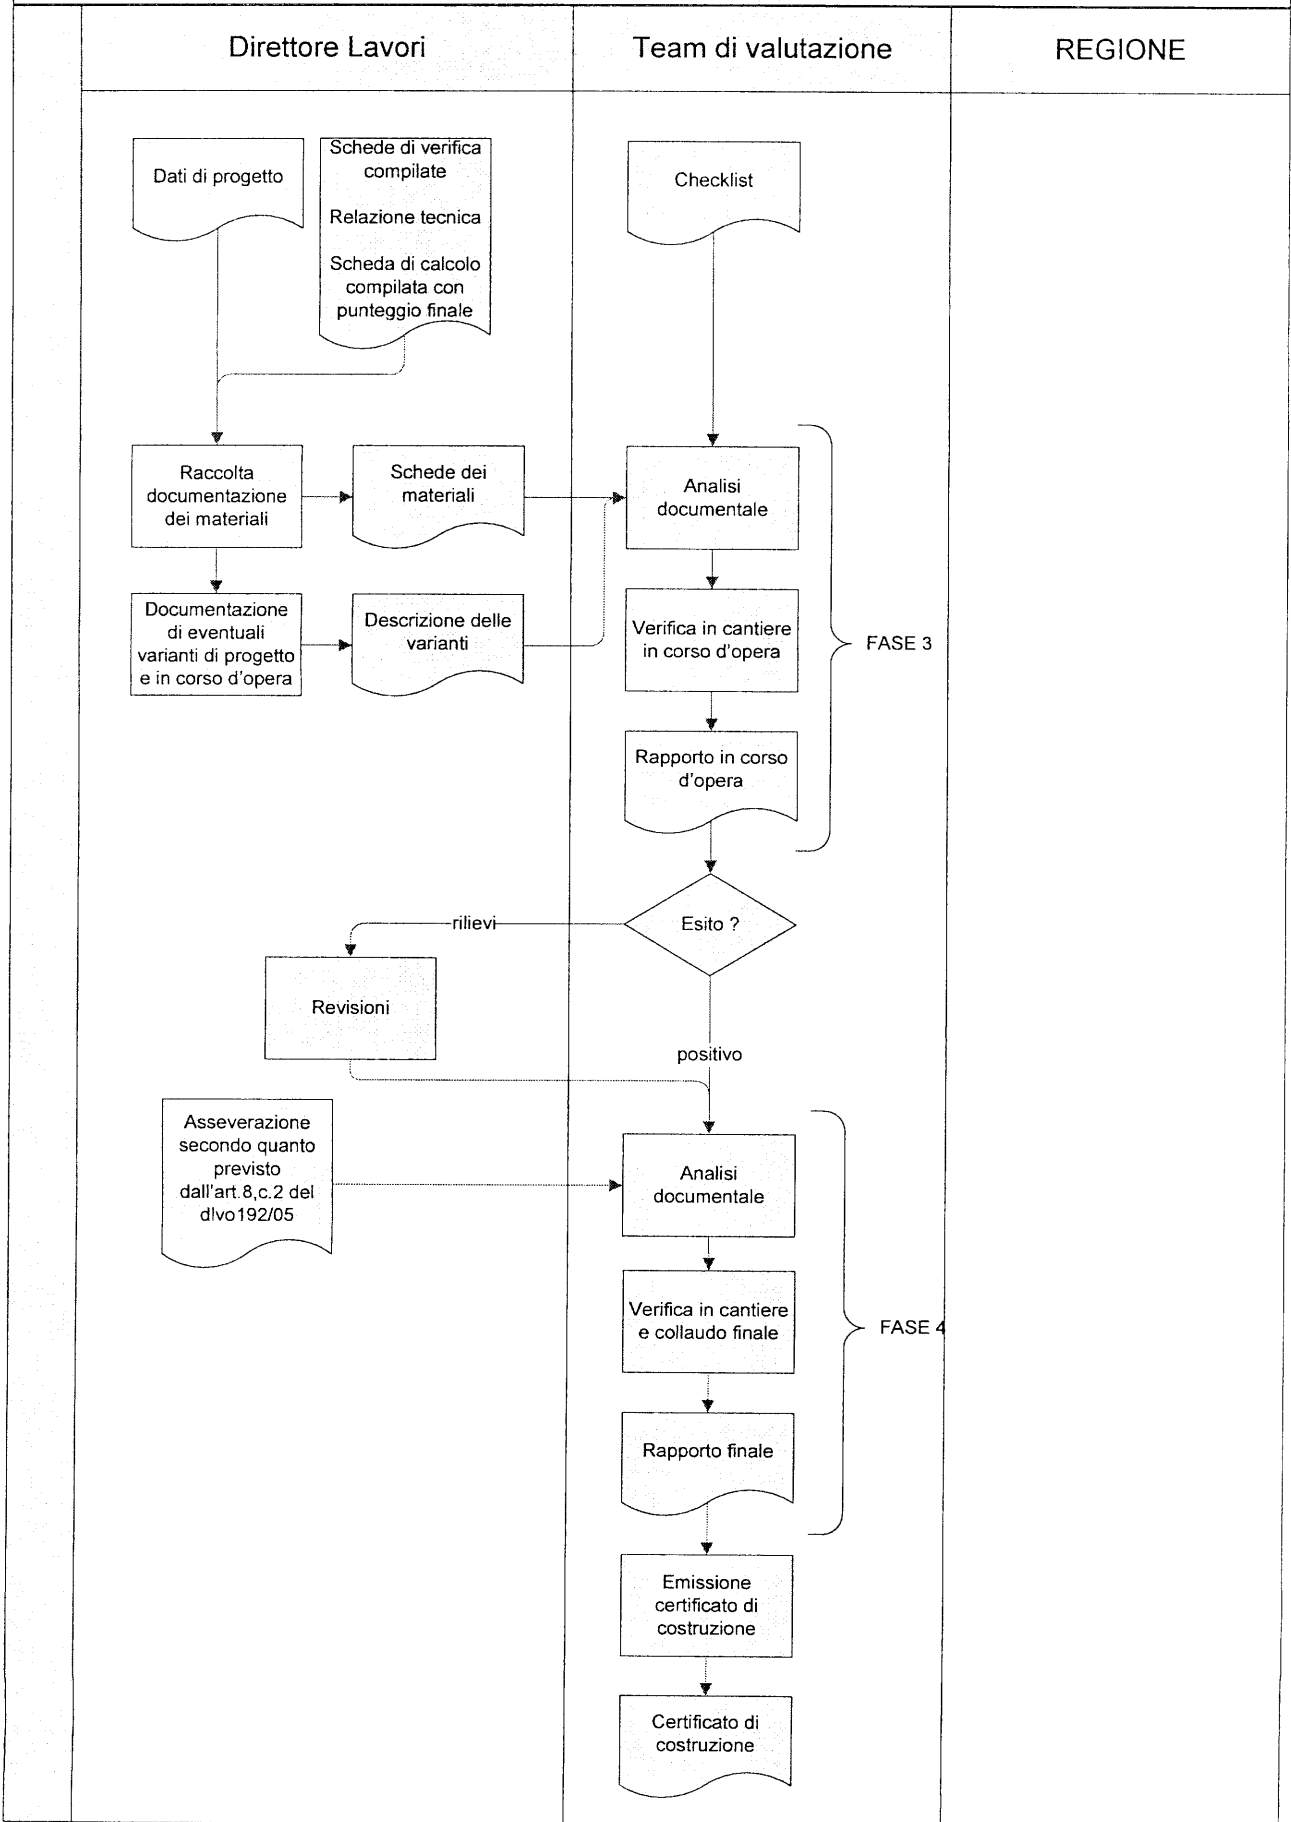 Direttore Lavori
Team di valutazione
REGIONE
Dati di progetto
Schede di verifica
compilate
Relazione tecnica
Scheda di calcolo
compilata con
punteggio finale
Checklist
Raccolta
documentazione
dei materiali
Schede dei
materiali
Analisi
documentale
Documentazione
di eventuali
varianti di progetto
e in corso d'opera
Descrizione delle
varianti
Verifica in cantiere
in corso d'opera
FASE 3
Rapporto in corso
d'opera
Esito ?
rilievi
Revisioni
positivo
Asseverazione
secondo quanto
previsto
dall'art.8,c.2 del
dlvo192/05
Analisi
documentale
Verifica in cantiere
e collaudo finale
FASE 4
Rapporto finale
Emissione
certificato di
costruzione
Certificato di
costruzione